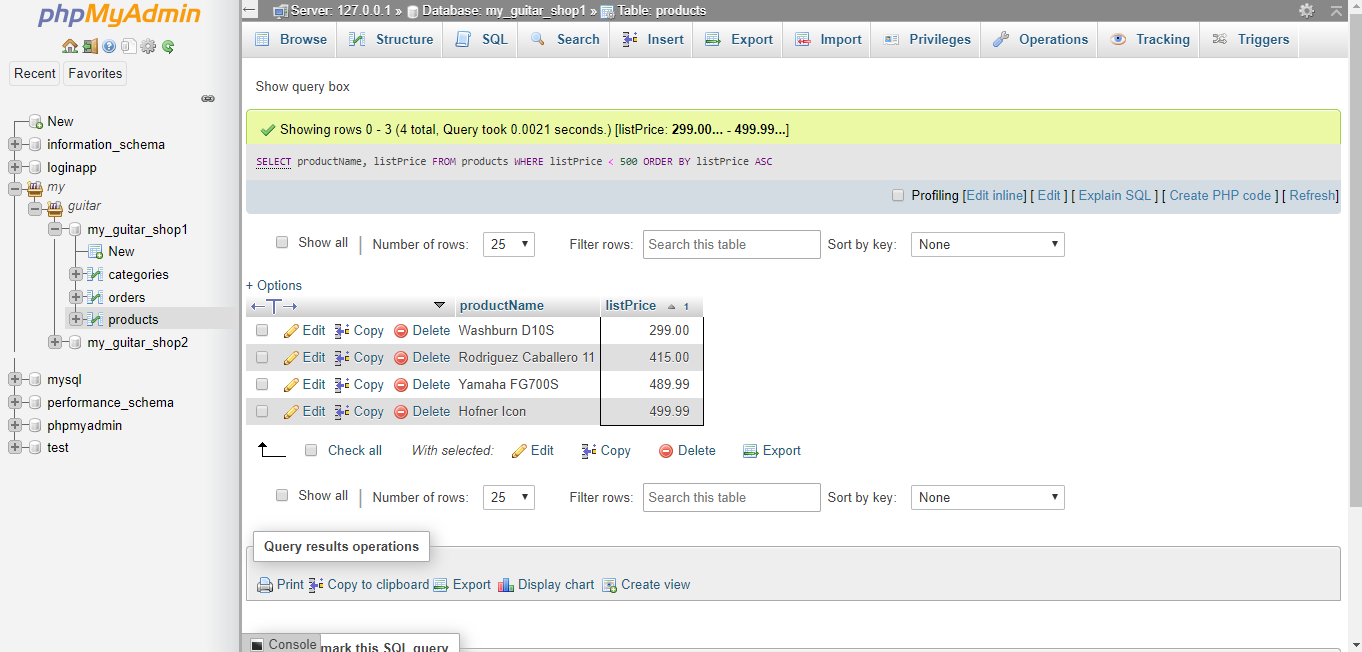 phpMyAdmin
Recent Favorites
New
information_schema
loginapp
my
guitar
my_guitar_shop1
New
categories
orders
products
my_guitar_shop2
mysql
performance_schema
phpmyadmin
test
Server: 127.0.0.1 » Database: my_guitar_shop1 » Table: products
Browse Structure SQL Search Insert Export Import Privileges Operations Tracking Triggers
Show query box
Showing rows 0 - 3 (4 total, Query took 0.0021 seconds.) [listPrice: 299.00... - 499.99...]
SELECT productName, listPrice FROM products WHERE listPrice < 500 ORDER BY listPrice ASC
Profiling [Edit inline] [ Edit ] [ Explain SQL ] [ Create PHP code ] [ Refresh]
Show all | Number of rows: 25 Filter rows: Search this table Sort by key: None
+ Options
←T→ productName listPrice 1
Edit Copy Delete Washburn D10S 299.00
Edit Copy Delete Rodriguez Caballero 11 415.00
Edit Copy Delete Yamaha FG700S 489.99
Edit Copy Delete Hofner Icon 499.99
Check all With selected: Edit Copy Delete Export
Show all | Number of rows: 25 Filter rows: Search this table Sort by key: None
Query results operations
Print Copy to clipboard Export Display chart Create view
Console mark this SQL query